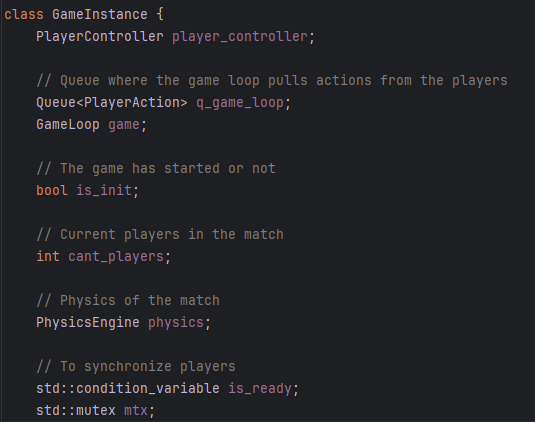 class GameInstance {
PlayerController player_controller;
// Queue where the game loop pulls actions from the players
Queue<PlayerAction> q_game_loop;
GameLoop game;
// The game has started or not
bool is_init;
// Current players in the match
int cant_players;
// Physics of the match
PhysicsEngine physics;
// To synchronize players
std::condition_variable is_ready;
std::mutex mtx;